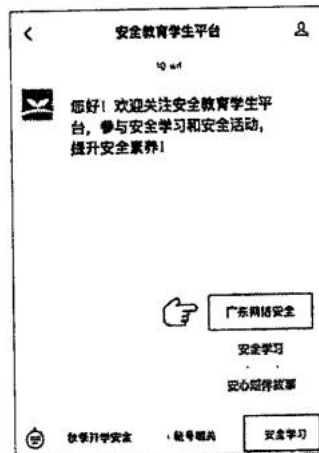 安全教育学生平台
您好！欢迎关注安全教育学生平
台，参与安全学习和安全活动，
提升安全素养！
广东网络安全
安全学习
安心陪伴故事
秋季开学安全
账号相关
安全学习